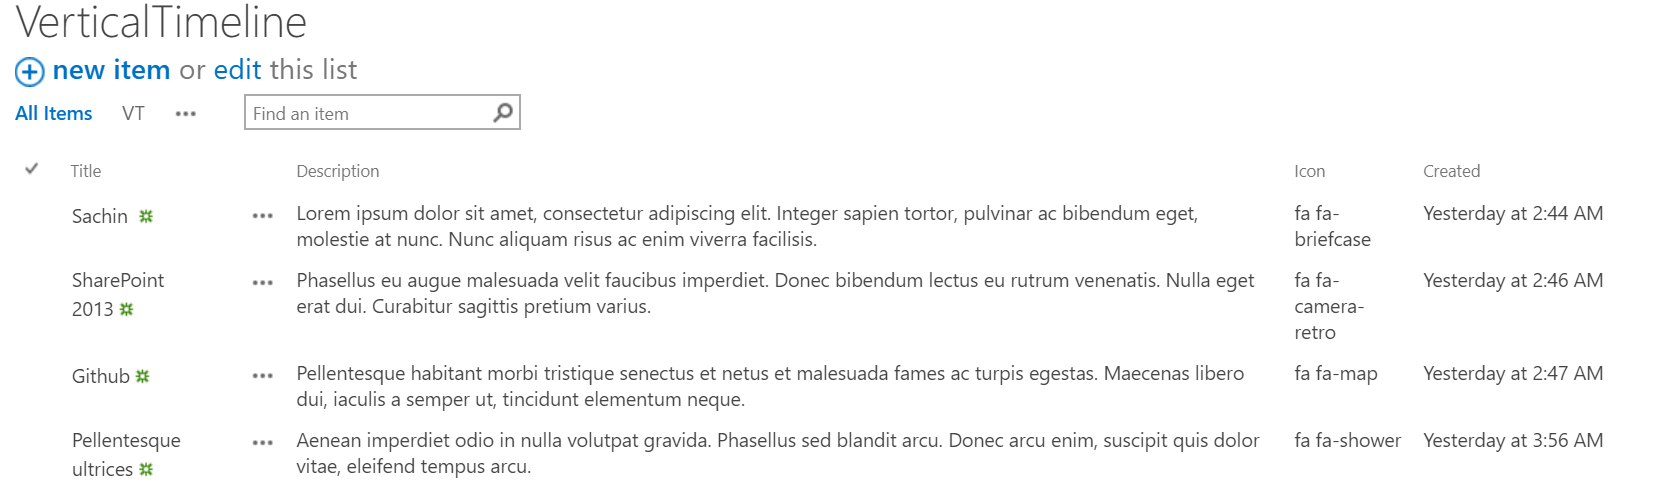 VerticalTimeline
new item or edit this list
All Items VT ••• Find an item
Title Description Icon Created
Sachin ••• Lorem ipsum dolor sit amet, consectetur adipiscing elit. Integer sapien tortor, pulvinar ac bibendum eget, fa fa- Yesterday at 2:44 AM
molestie at nunc. Nunc aliquam risus ac enim viverra facilisis. briefcase
SharePoint ••• Phasellus eu augue malesuada velit faucibus imperdiet. Donec bibendum lectus eu rutrum venenatis. Nulla eget fa fa- Yesterday at 2:46 AM
2013 erat dui. Curabitur sagittis pretium varius. camera-
retro
Github ••• Pellentesque habitant morbi tristique senectus et netus et malesuada fames ac turpis egestas. Maecenas libero fa fa-map Yesterday at 2:47 AM
dui, iaculis a semper ut, tincidunt elementum neque.
Pellentesque ••• Aenean imperdiet odio in nulla volutpat gravida. Phasellus sed blandit arcu. Donec arcu enim, suscipit quis dolor fa fa-shower Yesterday at 3:56 AM
ultrices vitae, eleifend tempus arcu.